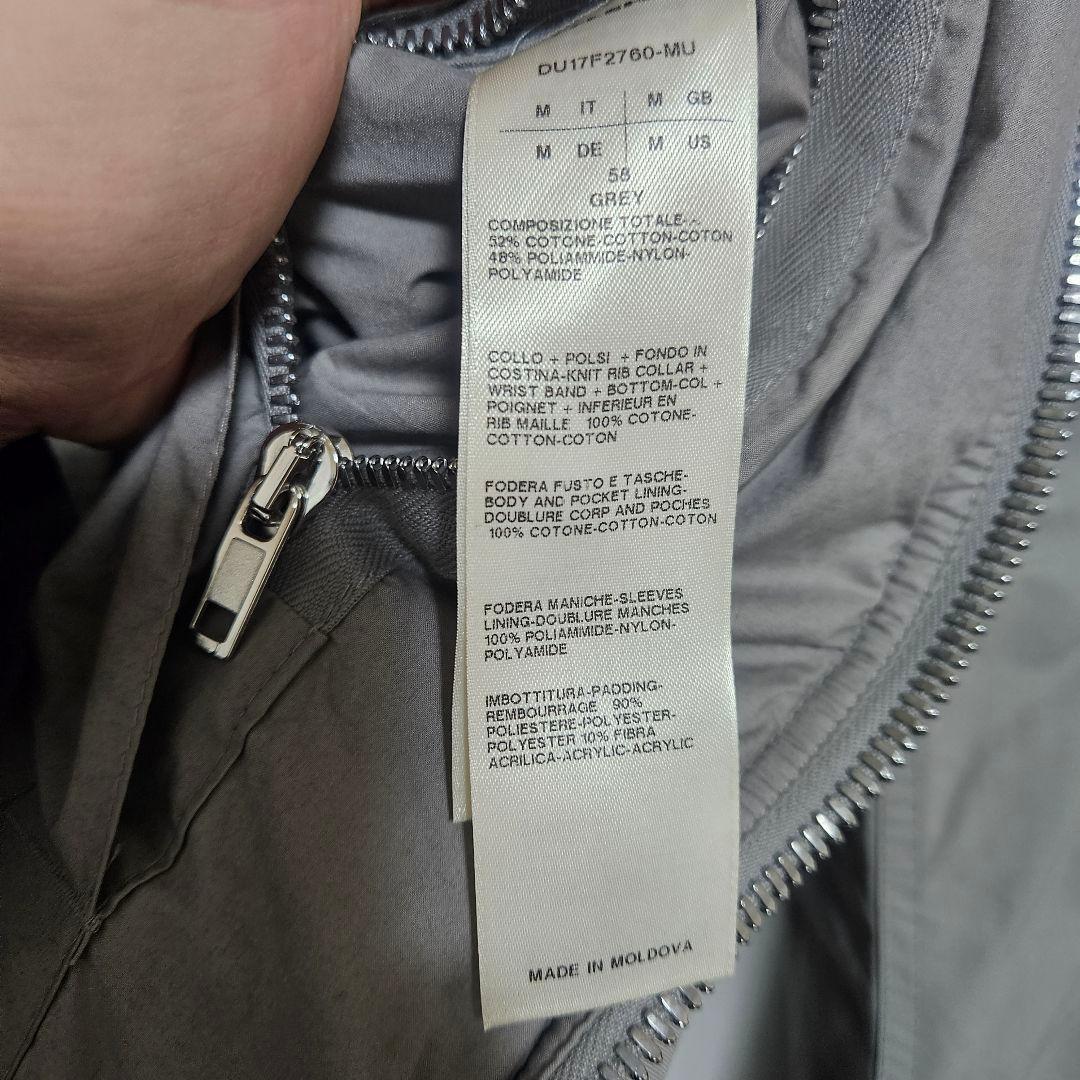 DU17F2760-MU
M IT M GB
M DE M US
58
GREY
COMPOSIZIONE TOTALE-
52% COTONE-COTTON-COTON
48% POLIAMMIDE-NYLON-
POLYAMIDE
COLLO + POLSI + FONDO IN
COSTINA-KNIT RIB COLLAR +
WRIST BAND + BOTTOM-COL +
POIGNET + INFERIEUR EN
RIB MAILLE 100% COTONE-
COTTON-COTON
FODERA FUSTO E TASCHE-
BODY AND POCKET LINING-
DOUBLURE CORP AND POCHES
100% COTONE-COTTON-COTON
FODERA MANICHE-SLEEVES
LINING-DOUBLURE MANCHES
100% POLIAMMIDE-NYLON-
POLYAMIDE
IMBOTTITURA-PADDING-
REMBOURRAGE 90%
POLIESTERE-POLYESTER-
POLYESTER 10% FIBRA
ACRILICA-ACRYLIC-ACRYLIC
MADE IN MOLDOVA